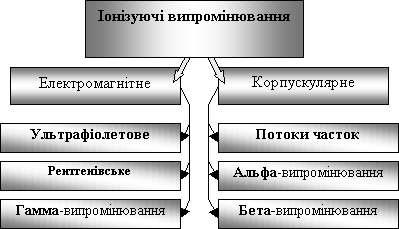 Іонізуючі випромінювання
Електромагнітне
Корпускулярне
Ультрафіолетове
Потоки часток
Рентгенівське
Альфа-випромінювання
Гамма-випромінювання
Бета-випромінювання